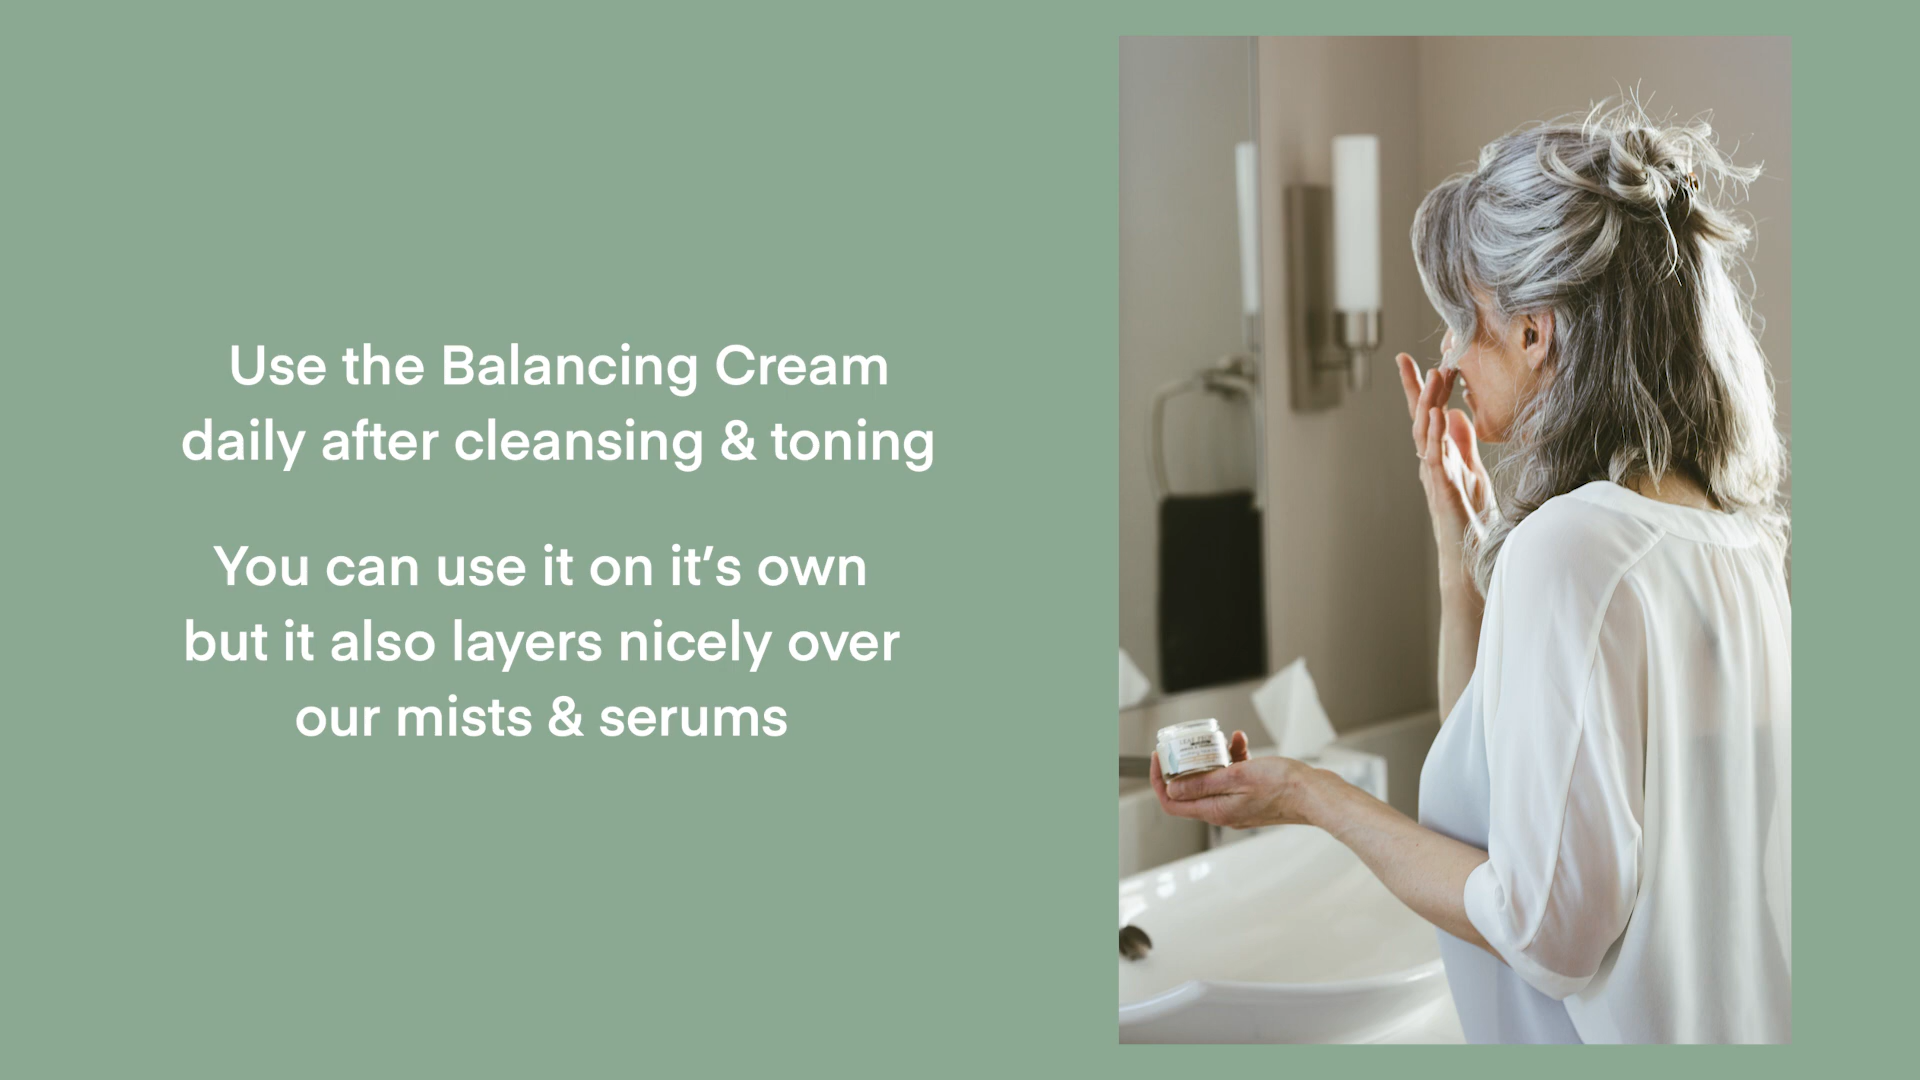 Use the Balancing Cream
daily after cleansing & toning
You can use it on it’s own
but it also layers nicely over
our mists & serums